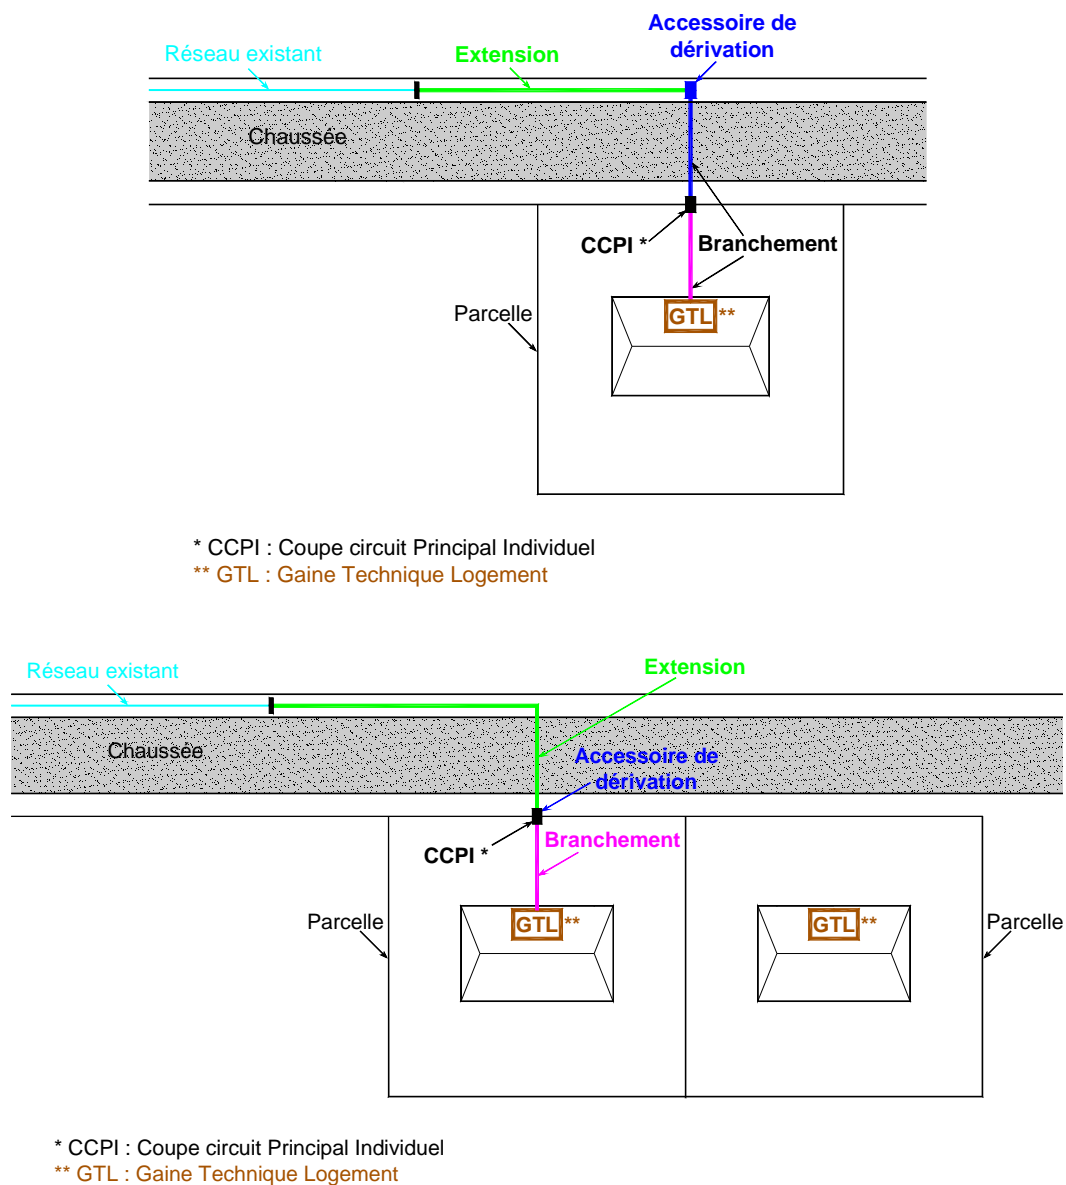 Accessoire de
dérivation
Réseau existant
Extension
Chaussée
CCPI *
Branchement
Parcelle
GTL **
* CCPI : Coupe circuit Principal Individuel
** GTL : Gaine Technique Logement
Réseau existant
Extension
Chaussée
Accessoire de
dérivation
Branchement
CCPI *
Parcelle
GTL **
GTL **
Parcelle
* CCPI : Coupe circuit Principal Individuel
** GTL : Gaine Technique Logement